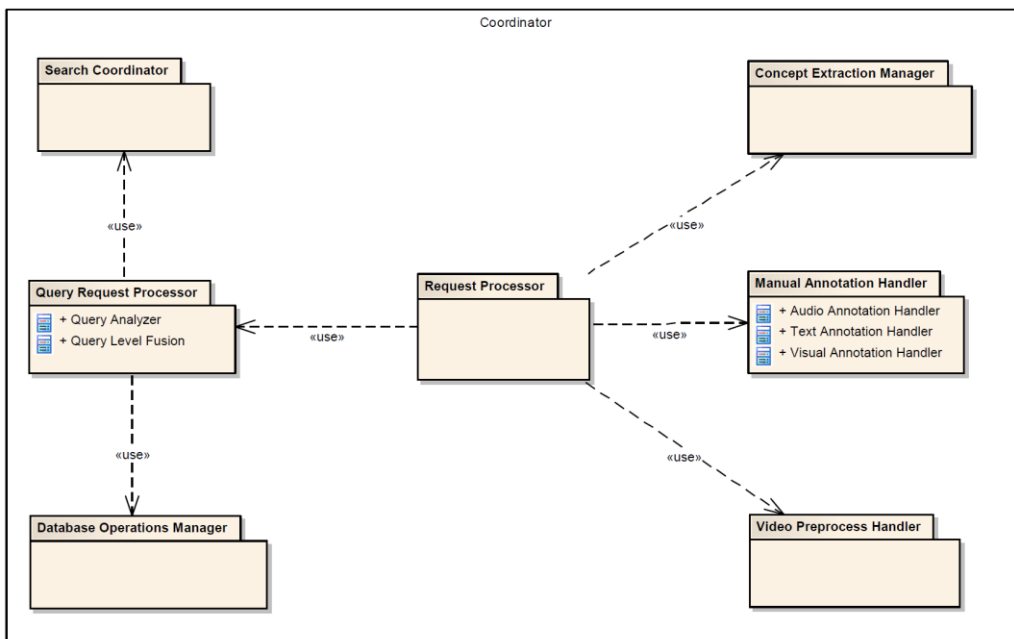 Coordinator
Search Coordinator
Concept Extraction Manager
«use»
«use»
Query Request Processor
+ Query Analyzer
+ Query Level Fusion
Request Processor
Manual Annotation Handler
+ Audio Annotation Handler
+ Text Annotation Handler
+ Visual Annotation Handler
«use»
«use»
«use»
«use»
Database Operations Manager
Video Preprocess Handler